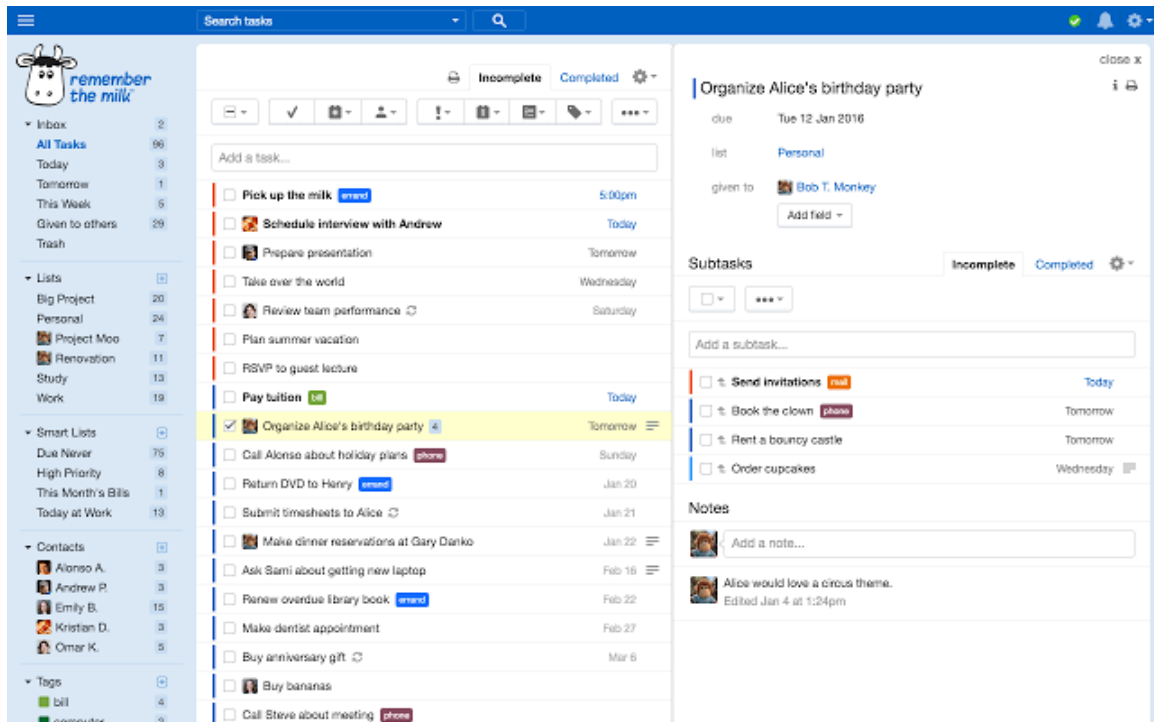 Search tasks
remember
the milk
Inbox 2
All Tasks 96
Today 3
Tomorrow 1
This Week 5
Given to others 29
Trash
Lists
Big Project 20
Personal 24
Project Moo 7
Renovation 11
Study 13
Work 19
Smart Lists
Due Never 75
High Priority 8
This Month's Bills 1
Today at Work 13
Contacts
Alonso A. 3
Andrew P. 3
Emily B. 15
Kristian D. 3
Omar K. 5
Tags
bill 4
computer
Incomplete Completed
Add a task...
Pick up the milk errand 5:00pm
Schedule interview with Andrew Today
Prepare presentation Tomorrow
Take over the world Wednesday
Review team performance Saturday
Plan summer vacation
RSVP to guest lecture
Pay tuition bill Today
Organize Alice's birthday party 4 Tomorrow
Call Alonso about holiday plans phone Sunday
Return DVD to Henry errand Jan 20
Submit timesheets to Alice Jan 21
Make dinner reservations at Gary Danko Jan 22
Ask Sami about getting new laptop Feb 16
Renew overdue library book errand Feb 22
Make dentist appointment Feb 27
Buy anniversary gift Mar 6
Buy bananas
Call Steve about meeting phone
close x
Organize Alice's birthday party
due Tue 12 Jan 2016
list Personal
given to Bob T. Monkey
Add field
Subtasks Incomplete Completed
Add a subtask...
Send invitations mail Today
Book the clown phone Tomorrow
Rent a bouncy castle Tomorrow
Order cupcakes Wednesday
Notes
Add a note...
Alice would love a circus theme.
Edited Jan 4 at 1:24pm